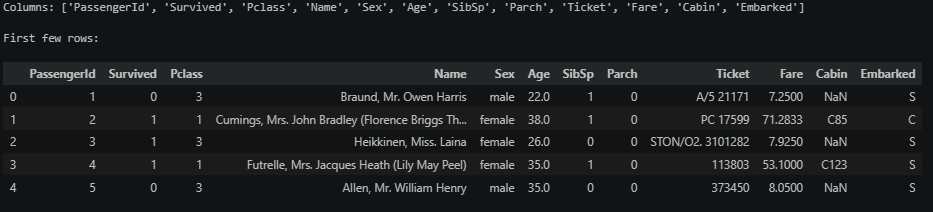 Columns: ['PassengerId', 'Survived', 'Pclass', 'Name', 'Sex', 'Age', 'SibSp', 'Parch', 'Ticket', 'Fare', 'Cabin', 'Embarked']
First few rows:
PassengerId Survived Pclass Name Sex Age SibSp Parch Ticket Fare Cabin Embarked
0 1 0 3 Braund, Mr. Owen Harris male 22.0 1 0 A/5 21171 7.2500 NaN S
1 2 1 1 Cumings, Mrs. John Bradley (Florence Briggs Th... female 38.0 1 0 PC 17599 71.2833 C85 C
2 3 1 3 Heikkinen, Miss. Laina female 26.0 0 0 STON/O2. 3101282 7.9250 NaN S
3 4 1 1 Futrelle, Mrs. Jacques Heath (Lily May Peel) female 35.0 1 0 113803 53.1000 C123 S
4 5 0 3 Allen, Mr. William Henry male 35.0 0 0 373450 8.0500 NaN S